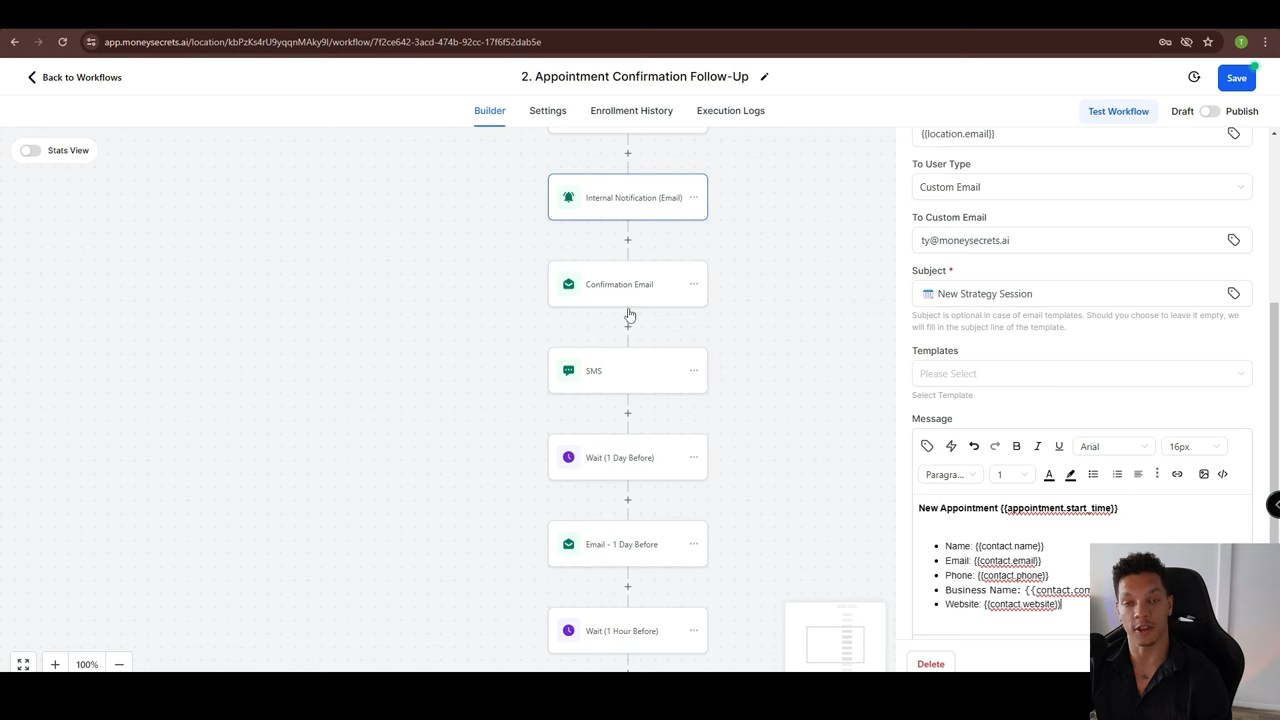 app.moneysecrets.ai/location/kbPzKs4rU9yqqnMAky9I/workflow/7f2ce642-3acd-474b-92cc-17f6f52dab5e
T
Back to Workflows
2. Appointment Confirmation Follow-Up
Save
Builder
Settings
Enrollment History
Execution Logs
Test Workflow
Draft
Publish
Stats View
Internal Notification (Email)
Confirmation Email
SMS
Wait (1 Day Before)
Email - 1 Day Before
Wait (1 Hour Before)
100%
{{location.email}}
To User Type
Custom Email
To Custom Email
ty@moneysecrets.ai
Subject *
New Strategy Session
Subject is optional in case of email templates. Should you choose to leave it empty, we
will fill in the subject line of the template.
Templates
Please Select
Select Template
Message
Arial
16px
Paragra...
1
New Appointment {{appointment.start_time}}
Name: {{contact.name}}
Email: {{contact.email}}
Phone: {{contact.phone}}
Business Name: {{contact.com
Website: {{contact.website}}
Delete